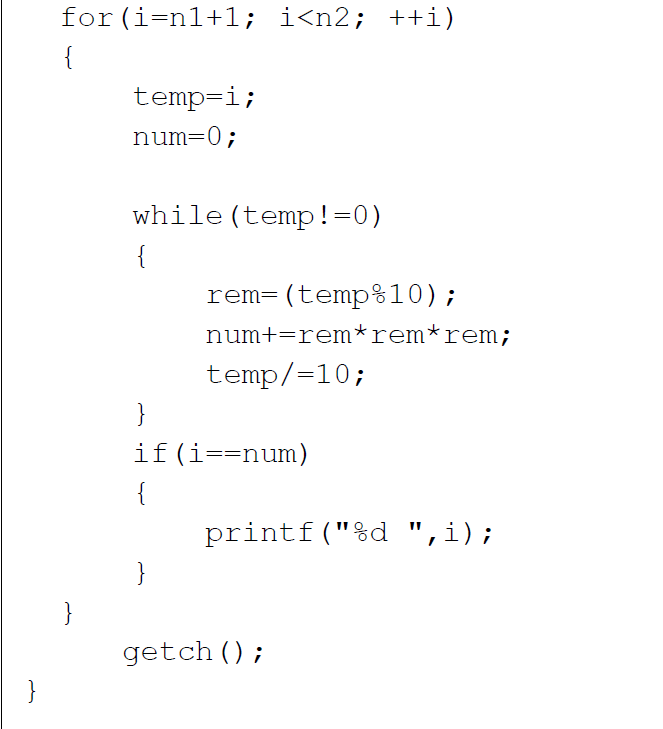 for(i=n1+1; i<n2; ++i)
{
temp=i;
num=0;
while(temp!=0)
{
rem=(temp%10);
num+=rem*rem*rem;
temp/=10;
}
if(i==num)
{
printf("%d ",i);
}
}
getch();
}